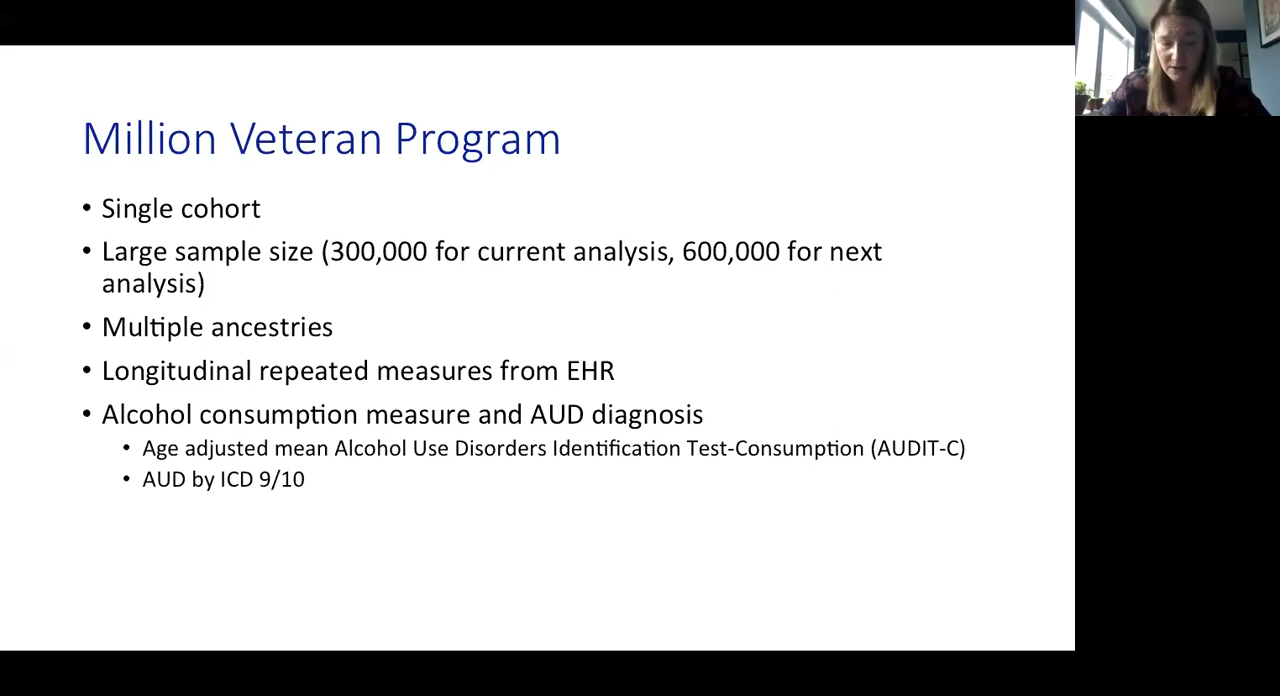 Million Veteran Program
• Single cohort
• Large sample size (300,000 for current analysis, 600,000 for next
analysis)
• Multiple ancestries
• Longitudinal repeated measures from EHR
• Alcohol consumption measure and AUD diagnosis
• Age adjusted mean Alcohol Use Disorders Identification Test-Consumption (AUDIT-C)
• AUD by ICD 9/10